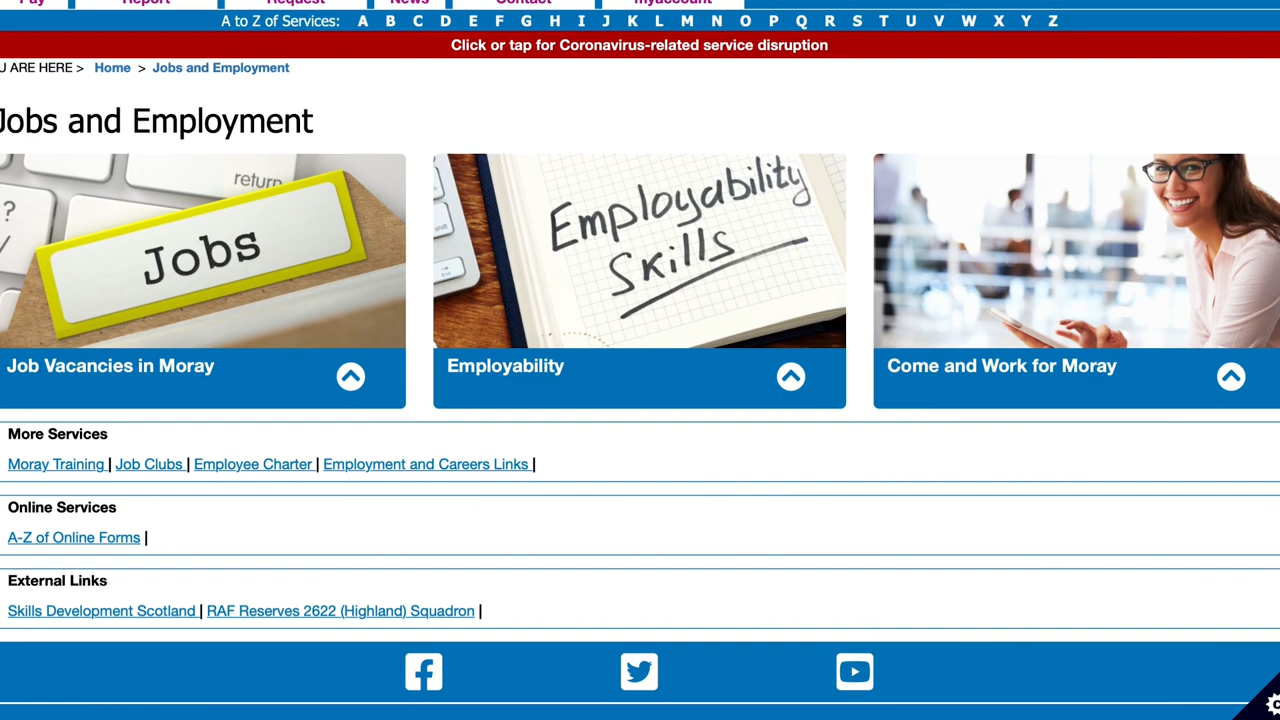 Pay Report Request News Contact myaccount
A to Z of Services: A B C D E F G H I J K L M N O P Q R S T U V W X Y Z
Click or tap for Coronavirus-related service disruption
U ARE HERE > Home > Jobs and Employment
Jobs and Employment
return
?
Jobs
Employability
Skills
Job Vacancies in Moray
Employability
Come and Work for Moray
More Services
Moray Training | Job Clubs | Employee Charter | Employment and Careers Links |
Online Services
A-Z of Online Forms |
External Links
Skills Development Scotland | RAF Reserves 2622 (Highland) Squadron |